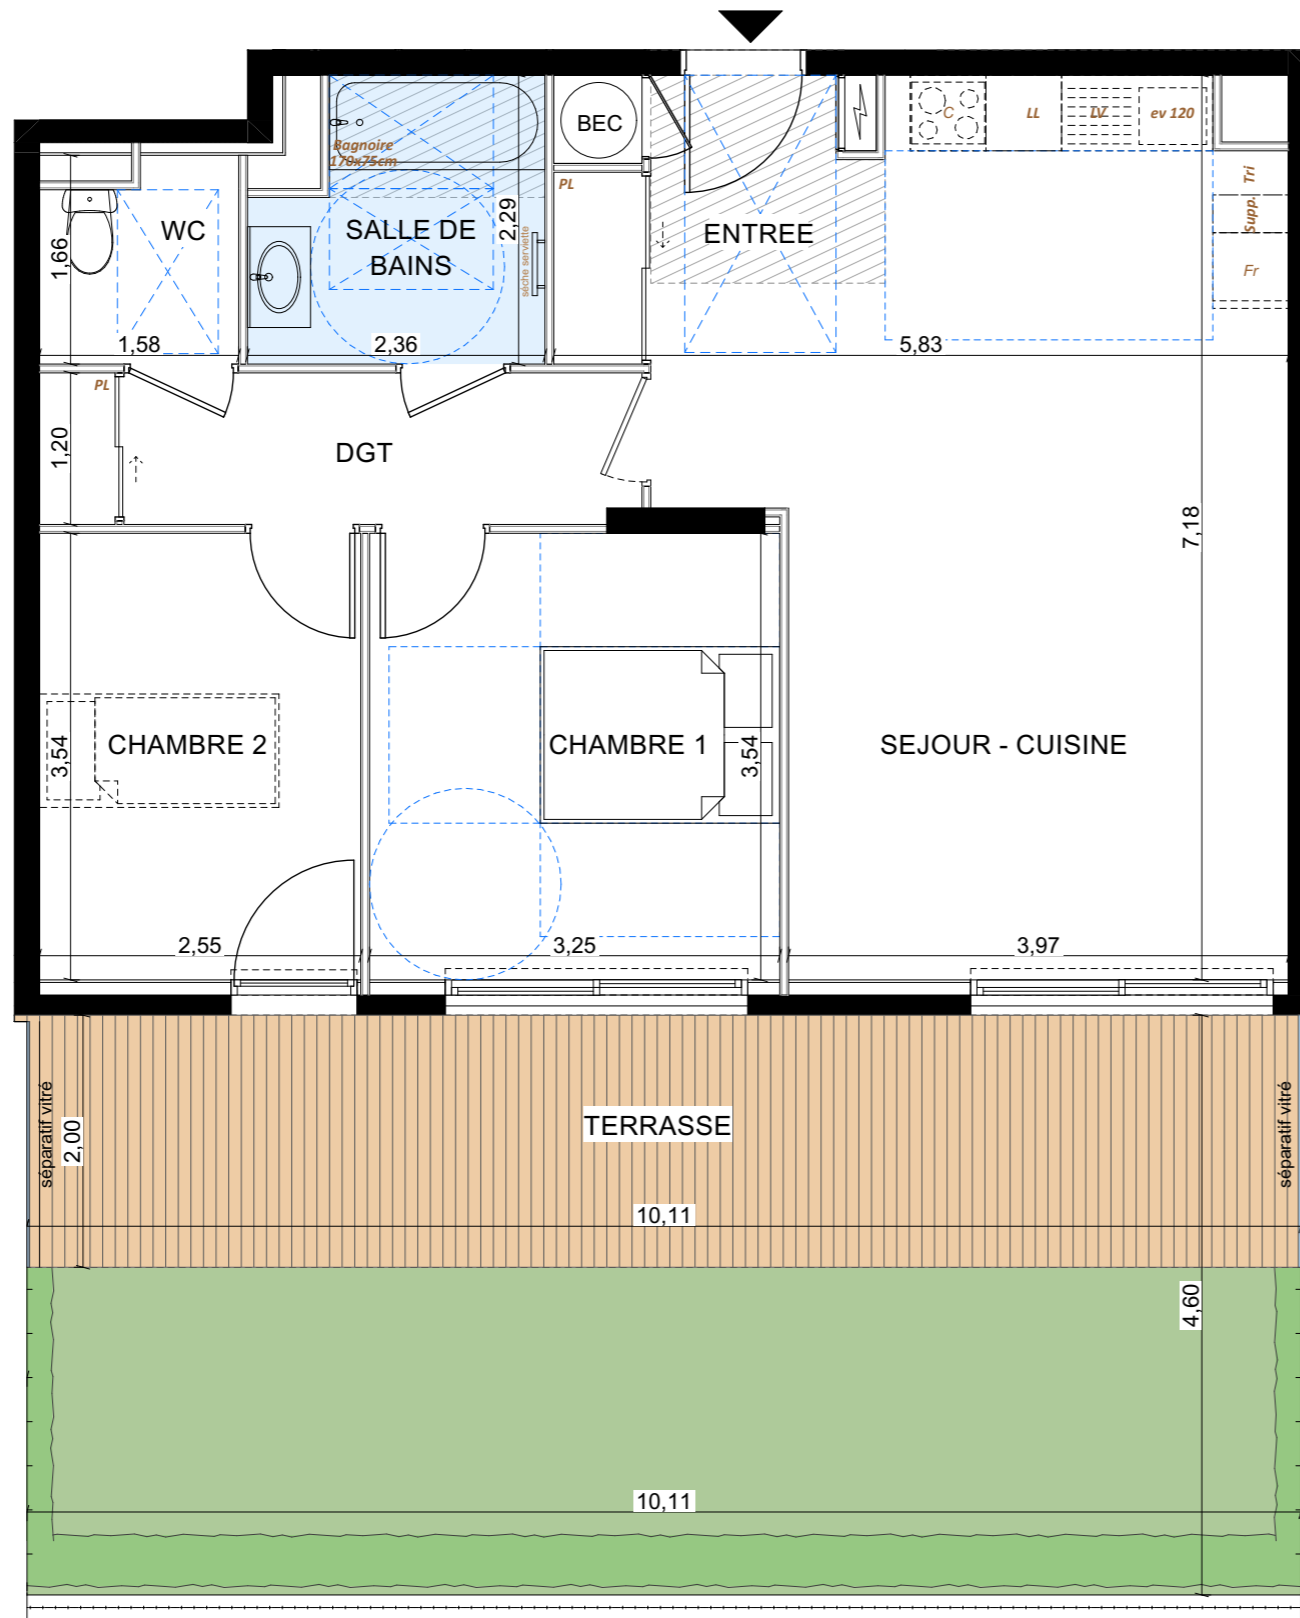 BEC
C
LL
LV
ev 120
Bagnoire
170x75cm
PL
Tri
Supp.
Fr
WC
SALLE DE
BAINS
2,29
sèche serviette
ENTREE
1,66
1,58
2,36
5,83
PL
1,20
DGT
7,18
CHAMBRE 2
3,54
CHAMBRE 1
3,54
SEJOUR - CUISINE
2,55
3,25
3,97
séparatif vitré
2,00
TERRASSE
séparatif vitré
10,11
4,60
10,11